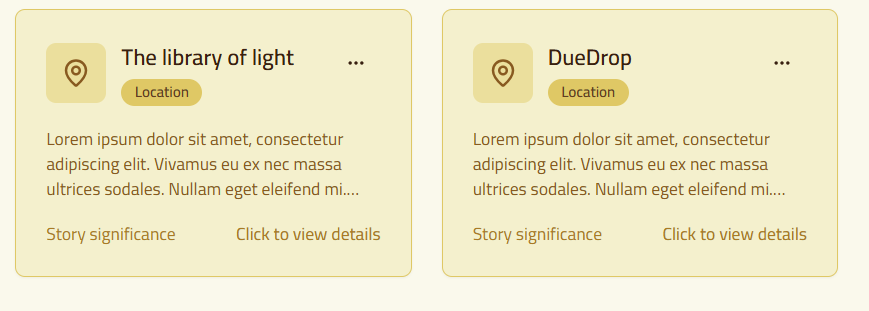 The library of light
...
Location
Lorem ipsum dolor sit amet, consectetur
adipiscing elit. Vivamus eu ex nec massa
ultrices sodales. Nullam eget eleifend mi....
Story significance
Click to view details
DueDrop
...
Location
Lorem ipsum dolor sit amet, consectetur
adipiscing elit. Vivamus eu ex nec massa
ultrices sodales. Nullam eget eleifend mi....
Story significance
Click to view details